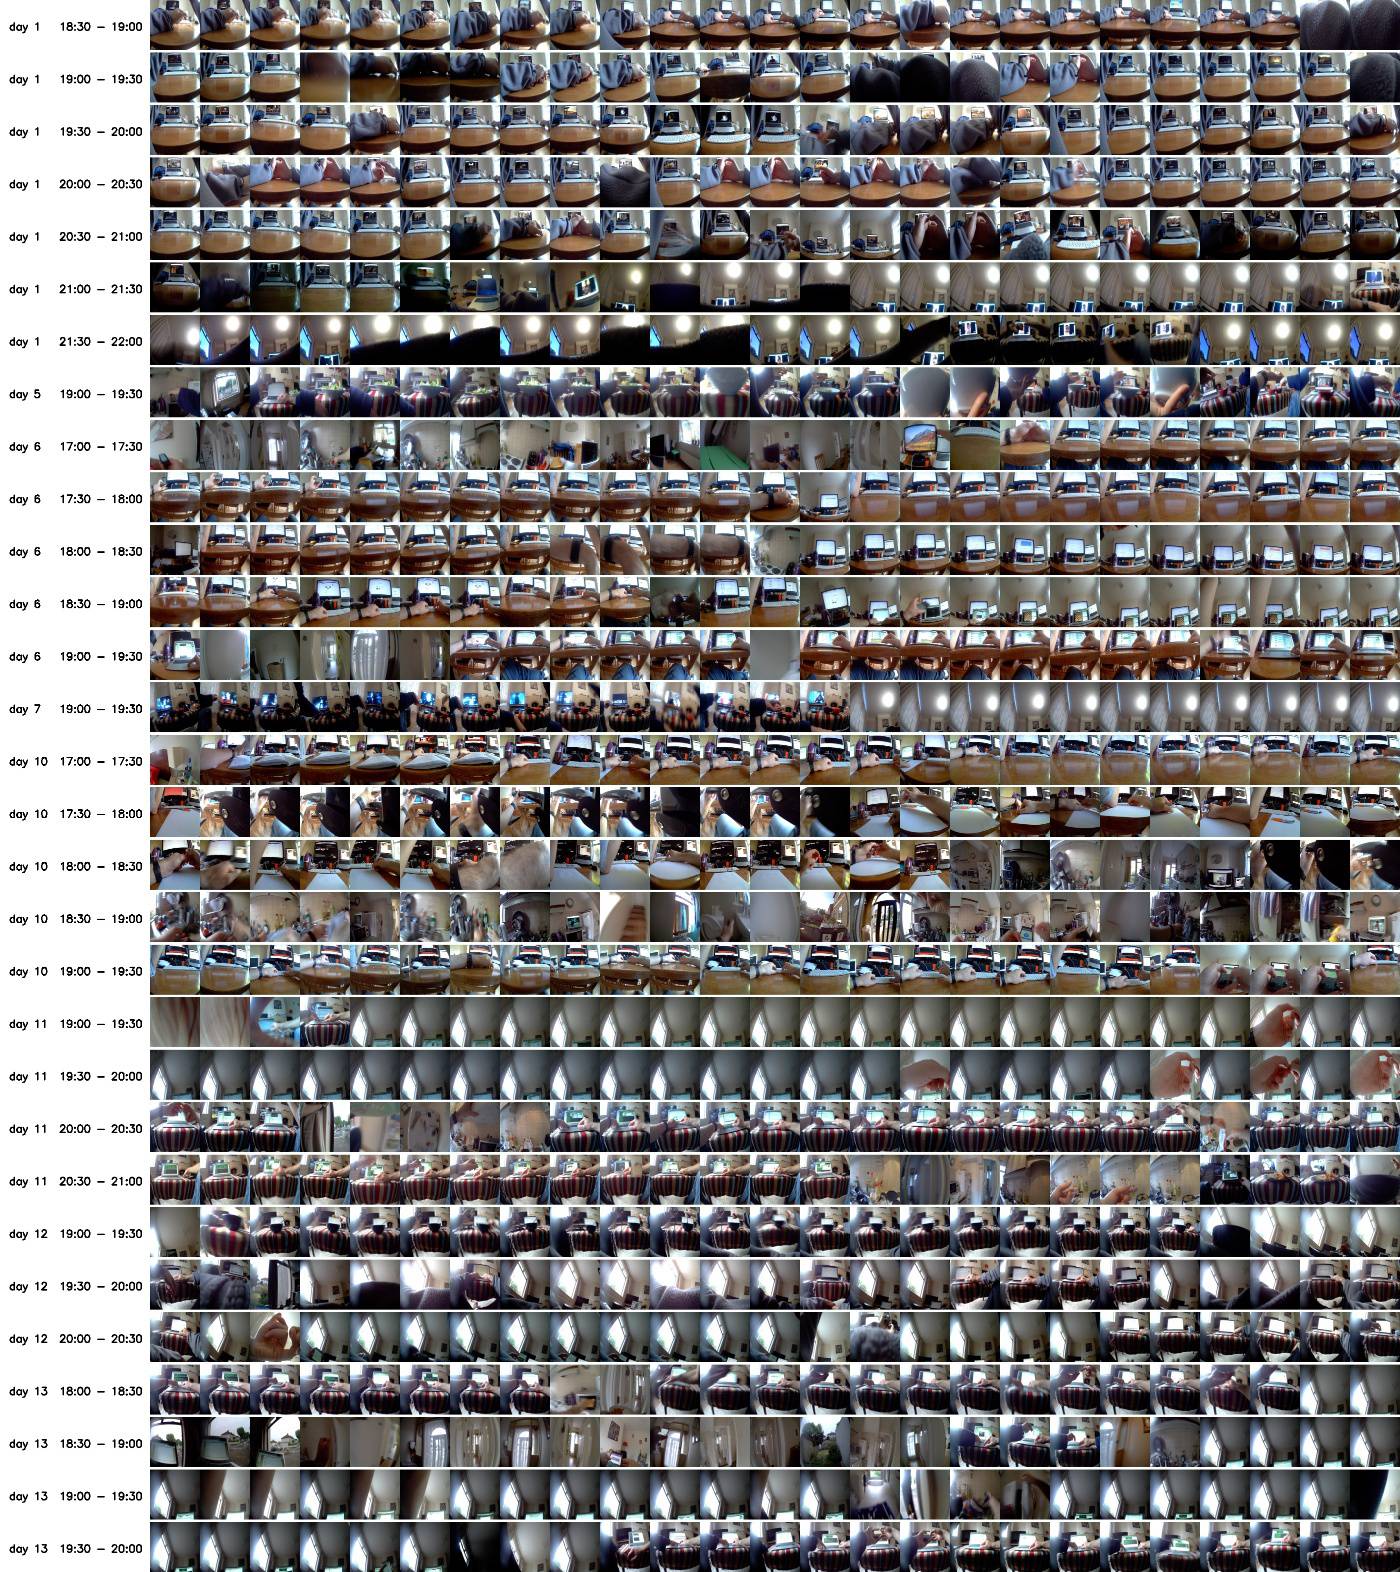 day 1 18:30 – 19:00
day 1 19:00 – 19:30
day 1 19:30 – 20:00
day 1 20:00 – 20:30
day 1 20:30 – 21:00
day 1 21:00 – 21:30
day 1 21:30 – 22:00
day 5 19:00 – 19:30
day 6 17:00 – 17:30
day 6 17:30 – 18:00
day 6 18:00 – 18:30
day 6 18:30 – 19:00
day 6 19:00 – 19:30
day 7 19:00 – 19:30
day 10 17:00 – 17:30
day 10 17:30 – 18:00
day 10 18:00 – 18:30
day 10 18:30 – 19:00
day 10 19:00 – 19:30
day 11 19:00 – 19:30
day 11 19:30 – 20:00
day 11 20:00 – 20:30
day 11 20:30 – 21:00
day 12 19:00 – 19:30
day 12 19:30 – 20:00
day 12 20:00 – 20:30
day 13 18:00 – 18:30
day 13 18:30 – 19:00
day 13 19:00 – 19:30
day 13 19:30 – 20:00